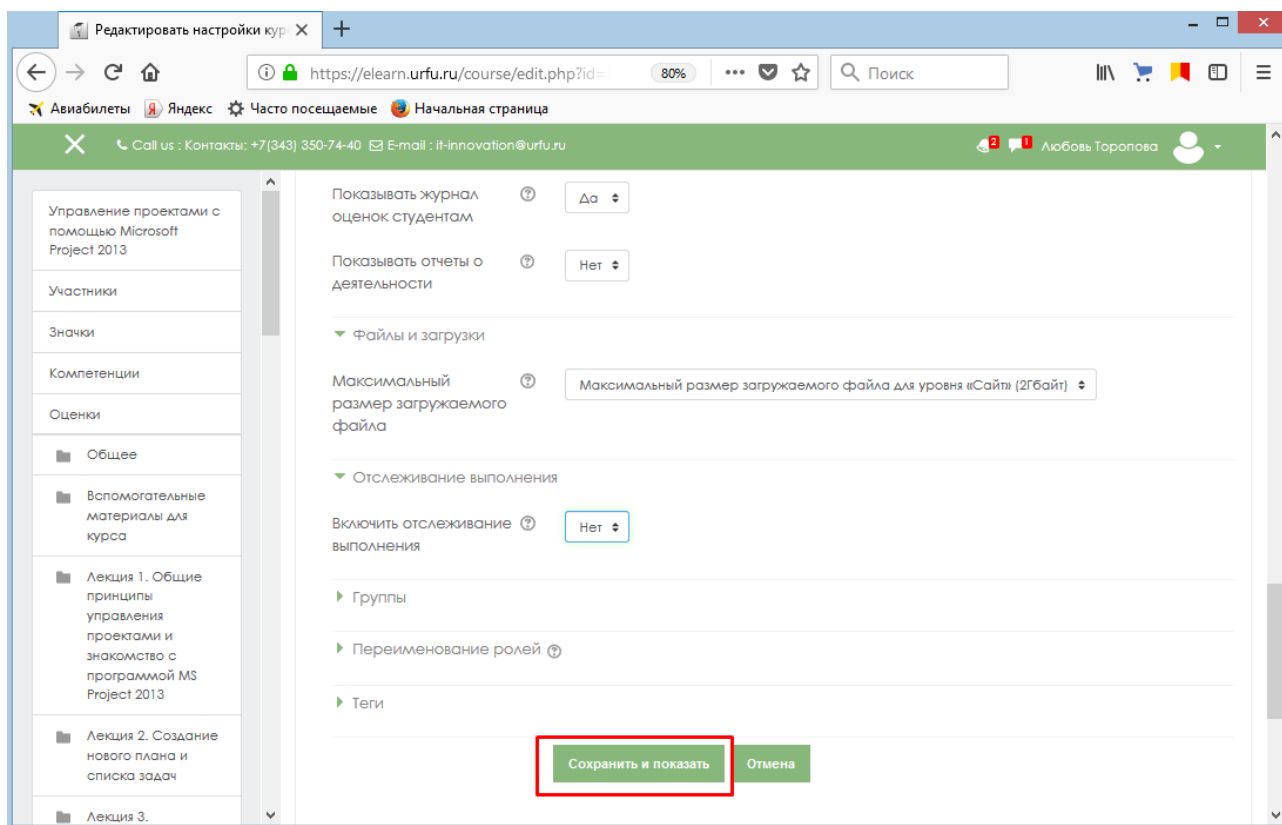 Редактировать настройки кур
https://elearn.urfu.ru/course/edit.php?id=
80%
Поиск
Авиабилеты
Яндекс
Часто посещаемые
Начальная страница
Call us : Контакты: +7(343) 350-74-40 E-mail : it-innovation@urfu.ru
2
1
Любовь Торопова
Управление проектами с
помощью Microsoft
Project 2013
Участники
Значки
Компетенции
Оценки
Общее
Вспомогательные
материалы для
курса
Лекция 1. Общие
принципы
управления
проектами и
знакомство с
программой MS
Project 2013
Лекция 2. Создание
нового плана и
списка задач
Лекция 3.
Показывать журнал
оценок студентам
Да
Показывать отчеты о
деятельности
Нет
Файлы и загрузки
Максимальный
размер загружаемого
файла
Максимальный размер загружаемого файла для уровня «Сайт» (2Гбайт)
Отслеживание выполнения
Включить отслеживание
выполнения
Нет
Группы
Переименование ролей
Теги
Сохранить и показать
Отмена